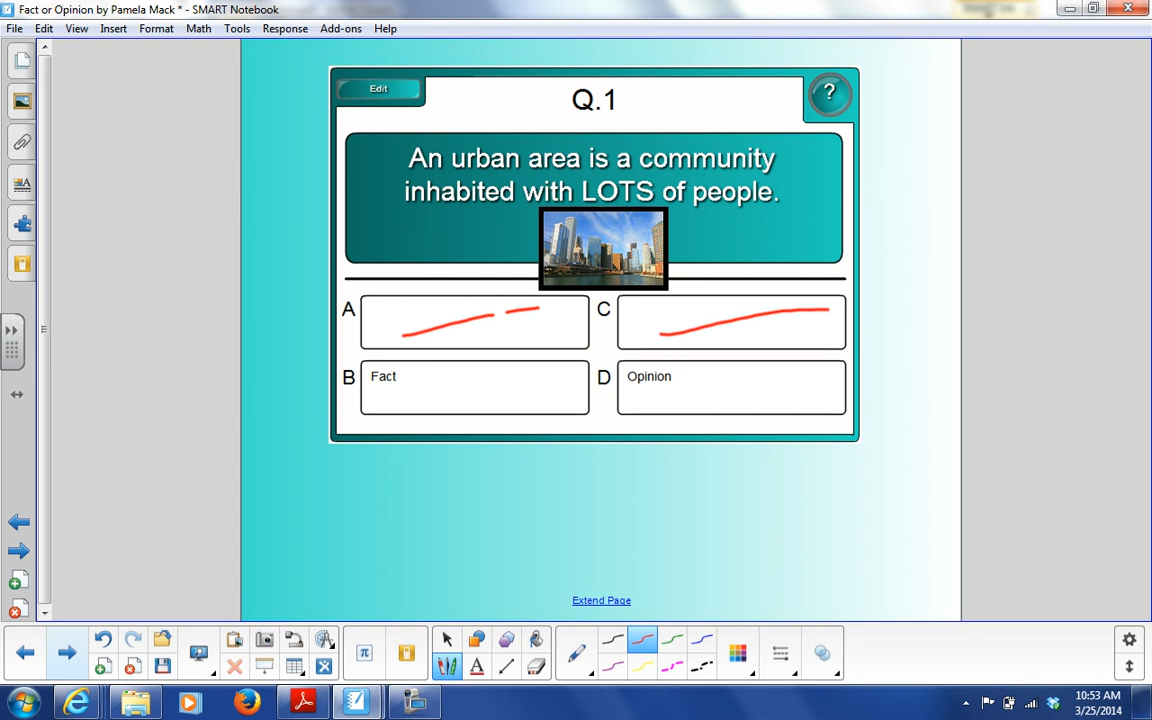 Fact or Opinion by Pamela Mack * - SMART Notebook
File Edit View Insert Format Math Tools Response Add-ons Help
Edit
Q.1
?
An urban area is a community
inhabited with LOTS of people.
A
C
B Fact
D Opinion
Extend Page
π
A
10:53 AM
3/25/2014